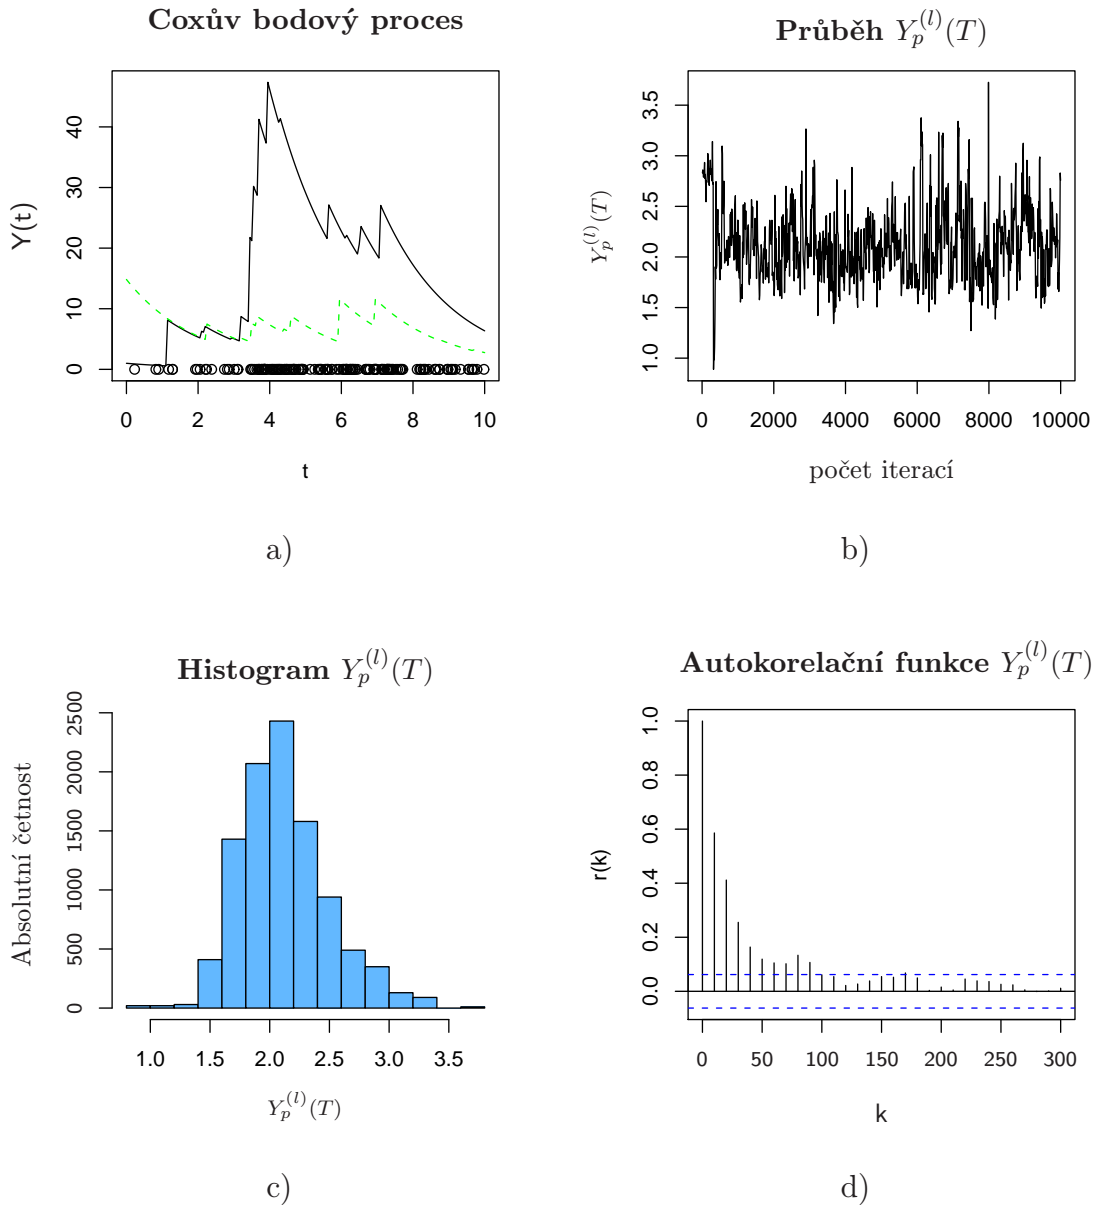 Coxův bodový proces
Y(t)
40
30
20
10
0
0 2 4 6 8 10
t
a)
Průběh Y_p^{(l)}(T)
Y_p^{(l)}(T)
3.5
3.0
2.5
2.0
1.5
1.0
0 2000 4000 6000 8000 10000
počet iterací
b)
Histogram Y_p^{(l)}(T)
Absolutní četnost
2500
2000
1500
1000
500
0
1.0 1.5 2.0 2.5 3.0 3.5
Y_p^{(l)}(T)
c)
Autokorelační funkce Y_p^{(l)}(T)
r(k)
1.0
0.8
0.6
0.4
0.2
0.0
0 50 100 150 200 250 300
k
d)